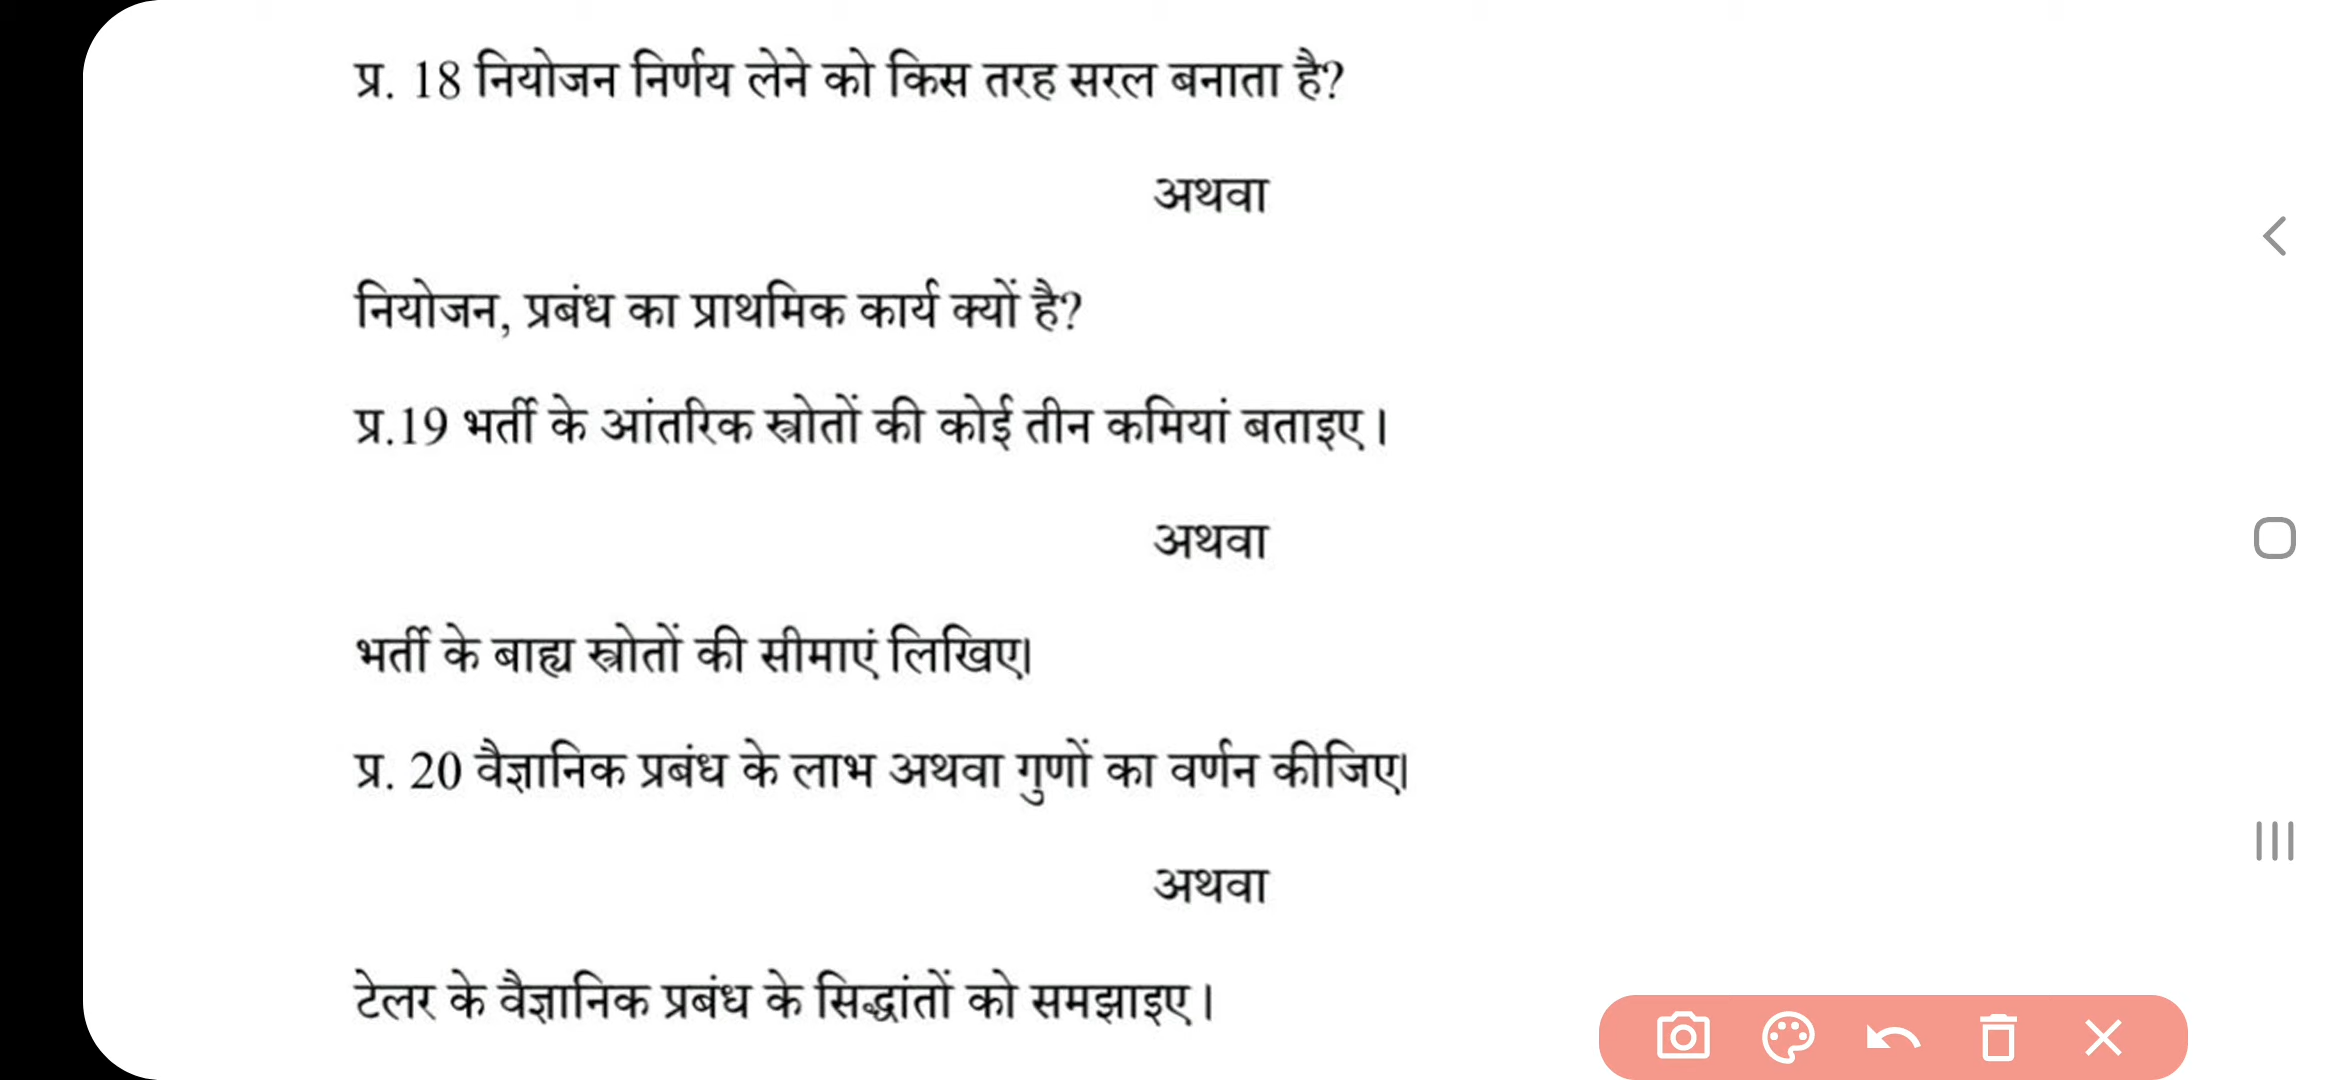 प्र. 18 नियोजन निर्णय लेने को किस तरह सरल बनाता है?
अथवा
नियोजन, प्रबंध का प्राथमिक कार्य क्यों है?
प्र.19 भर्ती के आंतरिक स्त्रोतों की कोई तीन कमियां बताइए ।
अथवा
भर्ती के बाह्य स्त्रोतों की सीमाएं लिखिए।
प्र. 20 वैज्ञानिक प्रबंध के लाभ अथवा गुणों का वर्णन कीजिए।
अथवा
टेलर के वैज्ञानिक प्रबंध के सिद्धांतों को समझाइए ।